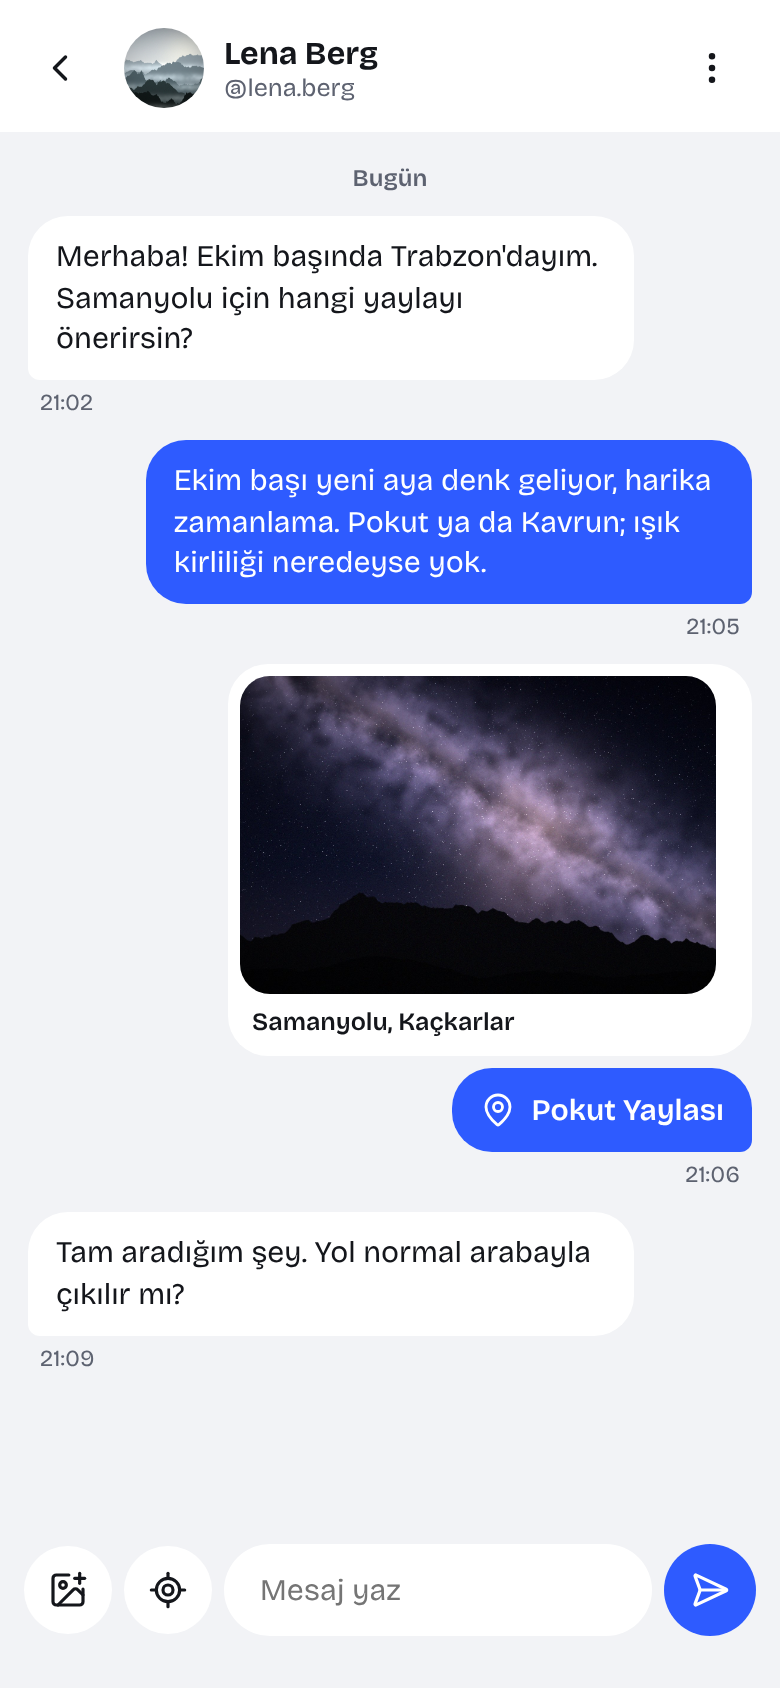 Lena Berg
@lena.berg
Bugün
Merhaba! Ekim başında Trabzon'dayım.
Samanyolu için hangi yaylayı
önerirsin?
21:02
Ekim başı yeni aya denk geliyor, harika
zamanlama. Pokut ya da Kavrun; ışık
kirliliği neredeyse yok.
21:05
Samanyolu, Kaçkarlar
Pokut Yaylası
21:06
Tam aradığım şey. Yol normal arabayla
çıkılır mı?
21:09
Mesaj yaz